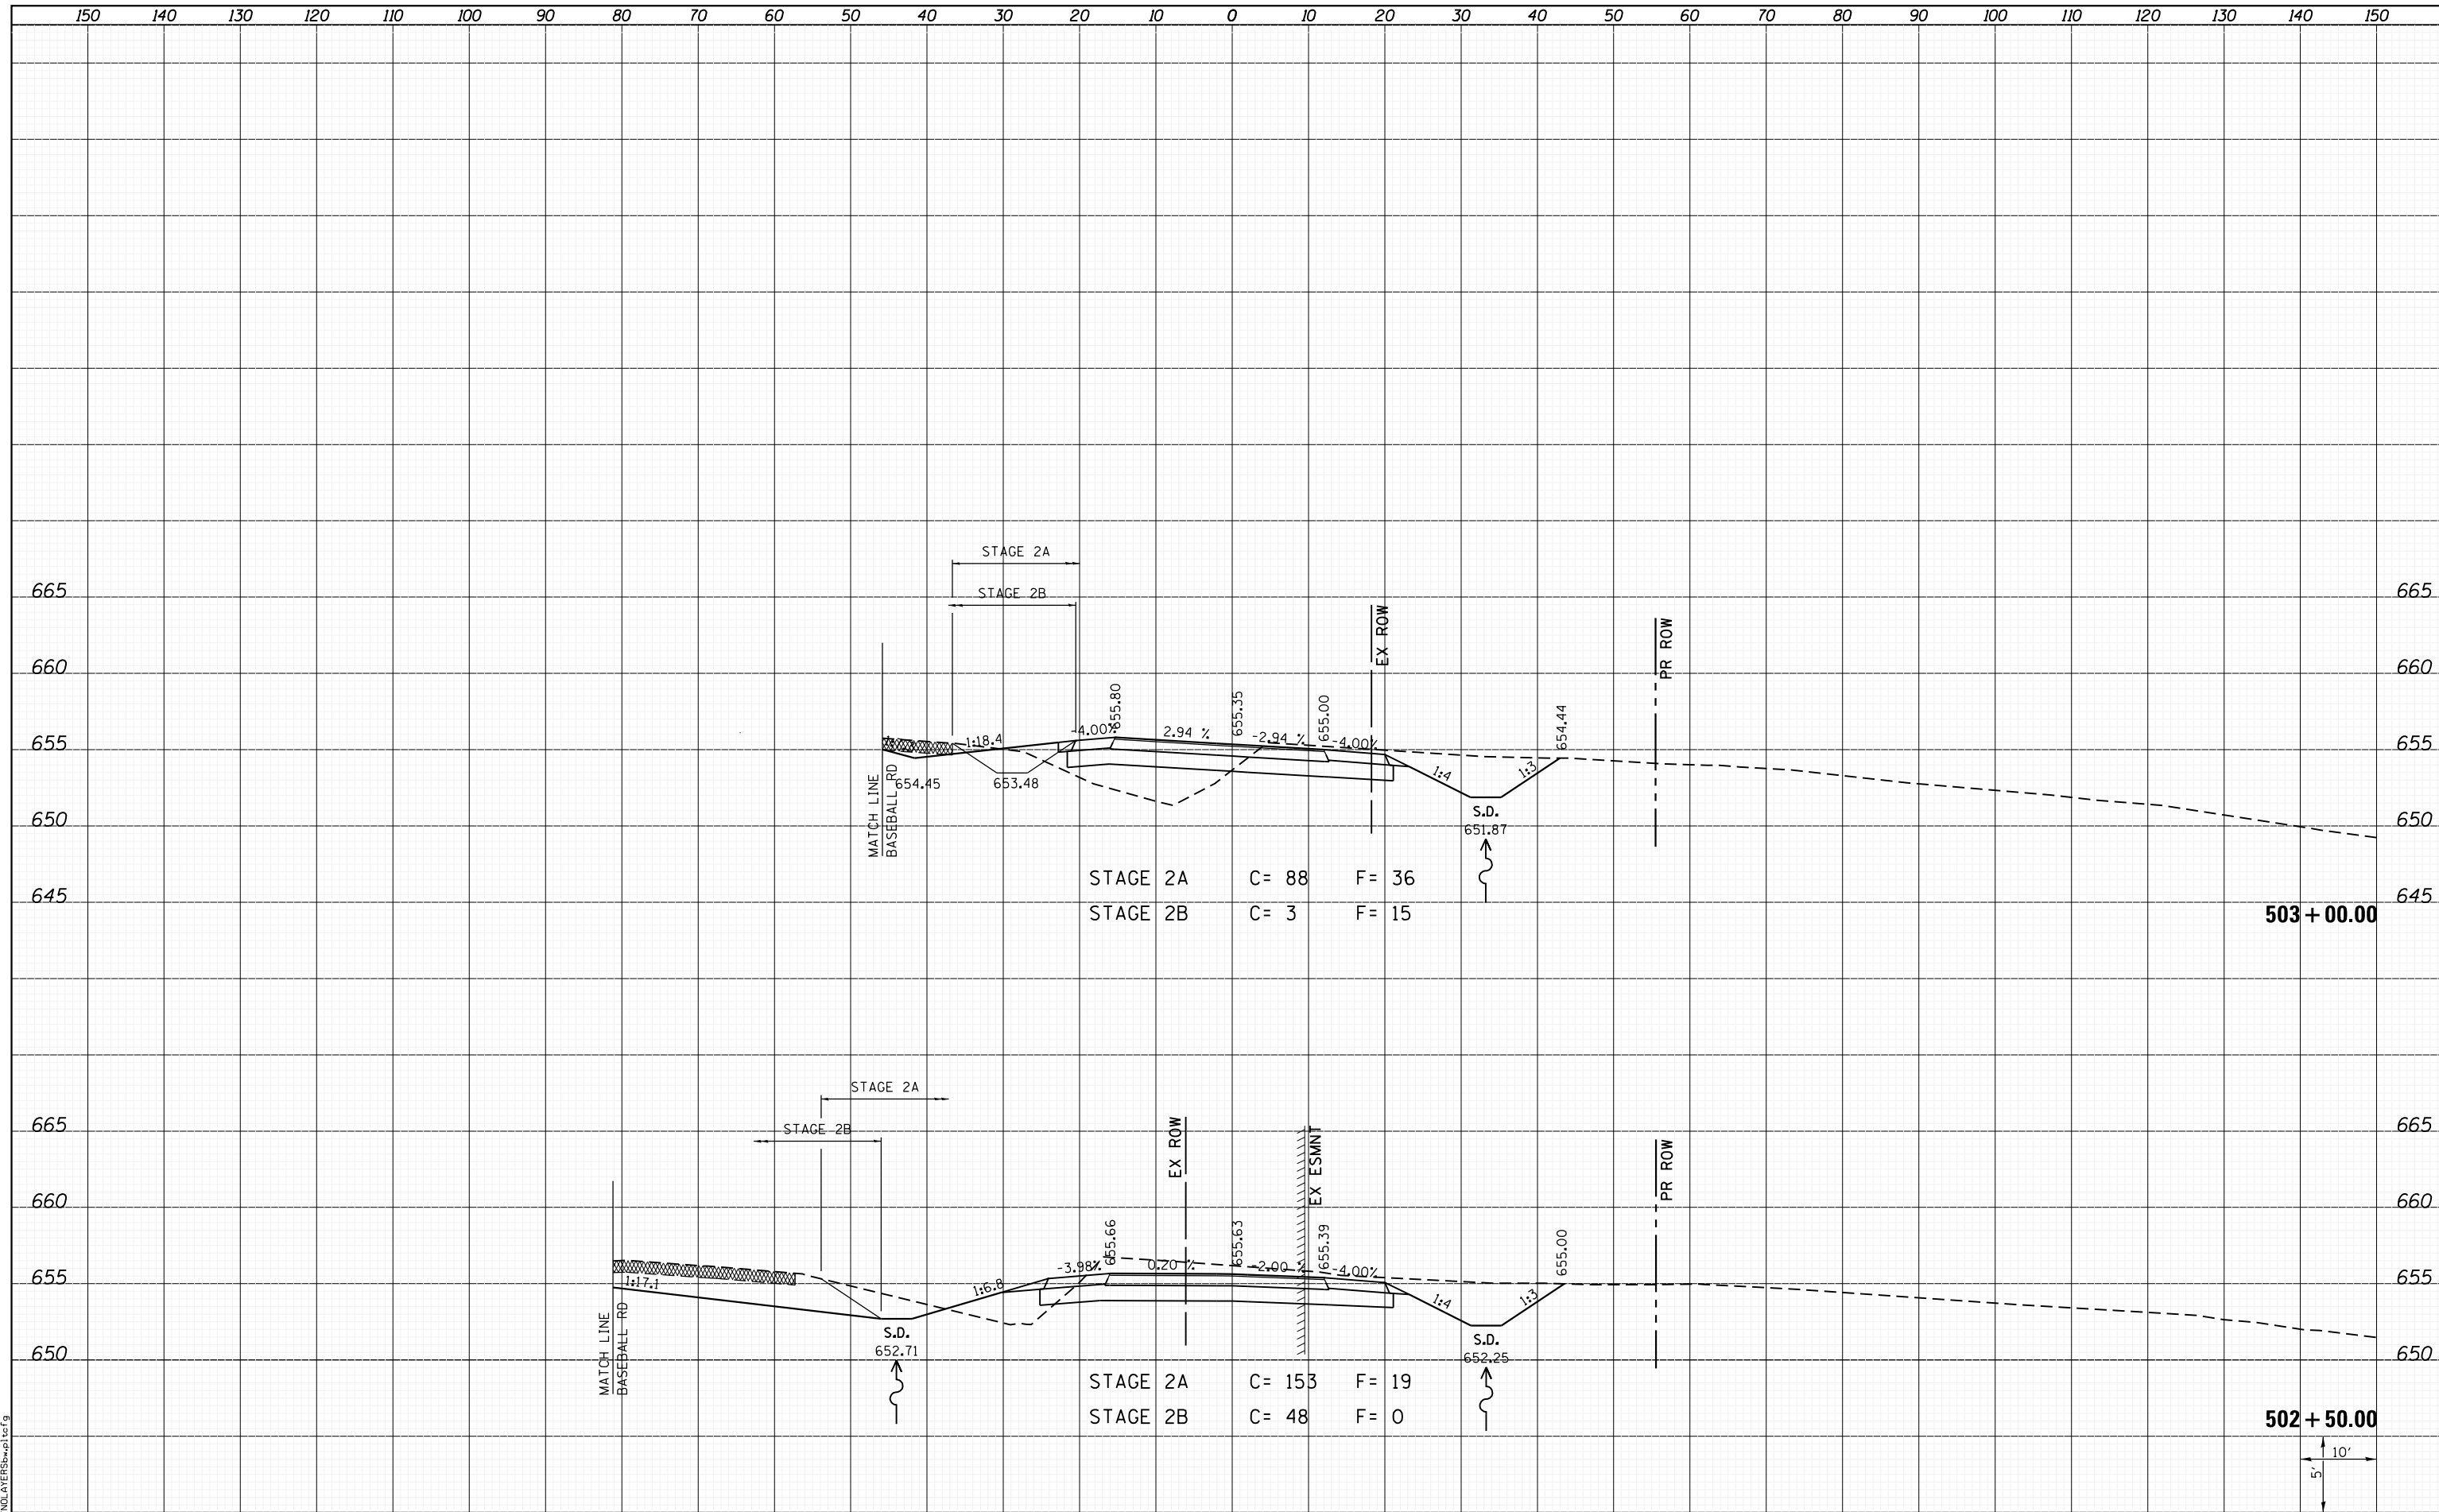 150 140 130 120 110 100 90 80 70 60 50 40 30 20 10 0 10 20 30 40 50 60 70 80 90 100 110 120 130 140 150
STAGE 2A
665 STAGE 2B 665
EX ROW
PR ROW
660 660
655.80
655.35
655.00
654.44
655 1:18.4 -4.00% 2.94 % -2.94 % -4.00% 655
1:4 1:3
654.45 653.48
MATCH LINE
BASEBALL RD
S.D.
651.87
650 650
STAGE 2A C= 88 F= 36
STAGE 2B C= 3 F= 15
645 645
503+00.00
STAGE 2A
665 STAGE 2B 665
EX ROW
EX ESMNT
PR ROW
660 660
655.66
655.63
655.39
655.00
655 1:17.1 1:6.8 -3.98% 0.20 % -2.00 % -4.00% 655
1:4 1:3
MATCH LINE
BASEBALL RD
S.D.
652.71
S.D.
652.25
650 650
STAGE 2A C= 153 F= 19
STAGE 2B C= 48 F= 0
502+50.00
10'
5'
NOLAYERSbw.pltcfg